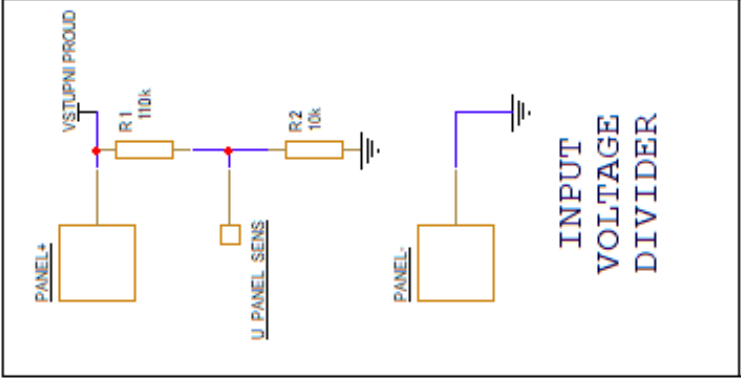 VSTUPNI PROUD
R1
110k
R2
10k
PANEL+
U PANEL SENS
PANEL-
INPUT
VOLTAGE
DIVIDER